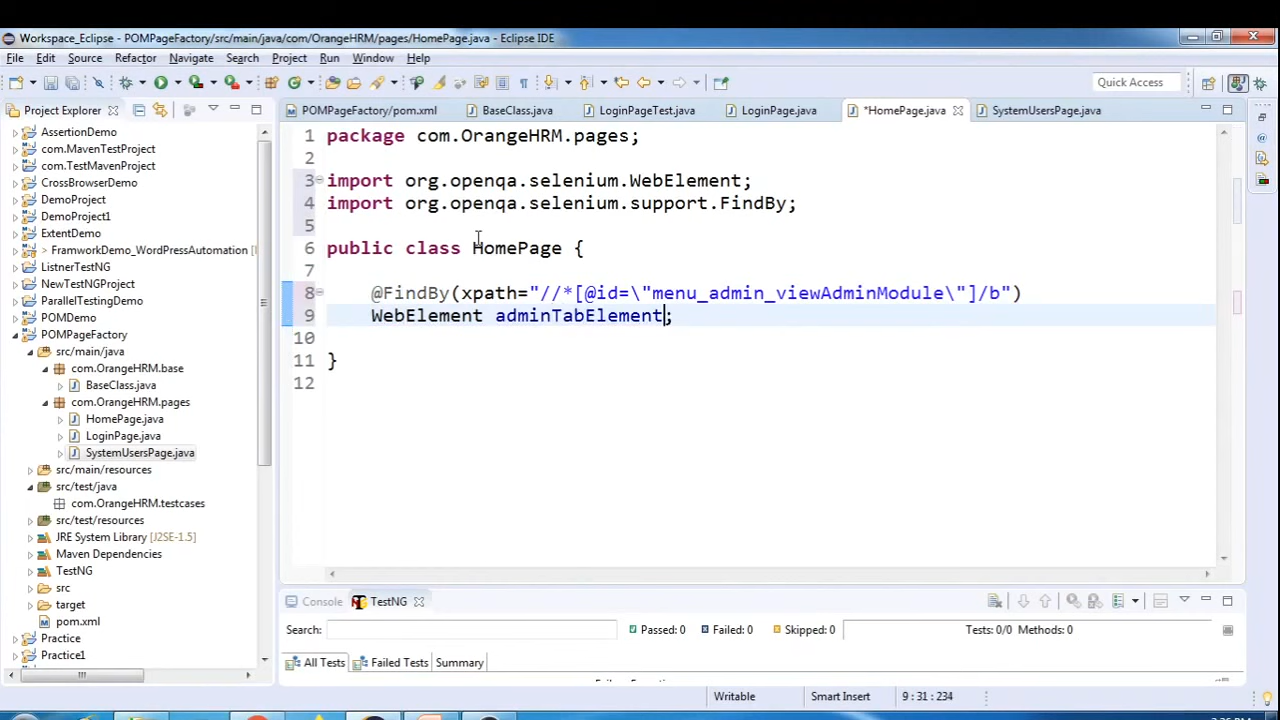 Workspace_Eclipse - POMPageFactory/src/main/java/com/OrangeHRM/pages/HomePage.java - Eclipse IDE
File Edit Source Refactor Navigate Search Project Run Window Help
Quick Access
Project Explorer
POMPageFactory/pom.xml BaseClass.java LoginPageTest.java LoginPage.java *HomePage.java SystemUsersPage.java
AssertionDemo
com.MavenTestProject
com.TestMavenProject
CrossBrowserDemo
DemoProject
DemoProject1
ExtentDemo
> FramworkDemo_WordPressAutomation [
ListnerTestNG
NewTestNGProject
ParallelTestingDemo
POMDemo
POMPageFactory
src/main/java
com.OrangeHRM.base
BaseClass.java
com.OrangeHRM.pages
HomePage.java
LoginPage.java
SystemUsersPage.java
src/main/resources
src/test/java
com.OrangeHRM.testcases
src/test/resources
JRE System Library [J2SE-1.5]
Maven Dependencies
TestNG
src
target
pom.xml
Practice
Practice1
1 package com.OrangeHRM.pages;
2
3 import org.openqa.selenium.WebElement;
4 import org.openqa.selenium.support.FindBy;
5
6 public class HomePage {
7
8 @FindBy(xpath="//*[@id=\"menu_admin_viewAdminModule\"]/b")
9 WebElement adminTabElement;
10
11 }
12
Console TestNG
Search: Passed: 0 Failed: 0 Skipped: 0 Tests: 0/0 Methods: 0
All Tests Failed Tests Summary
Writable Smart Insert 9 : 31 : 234